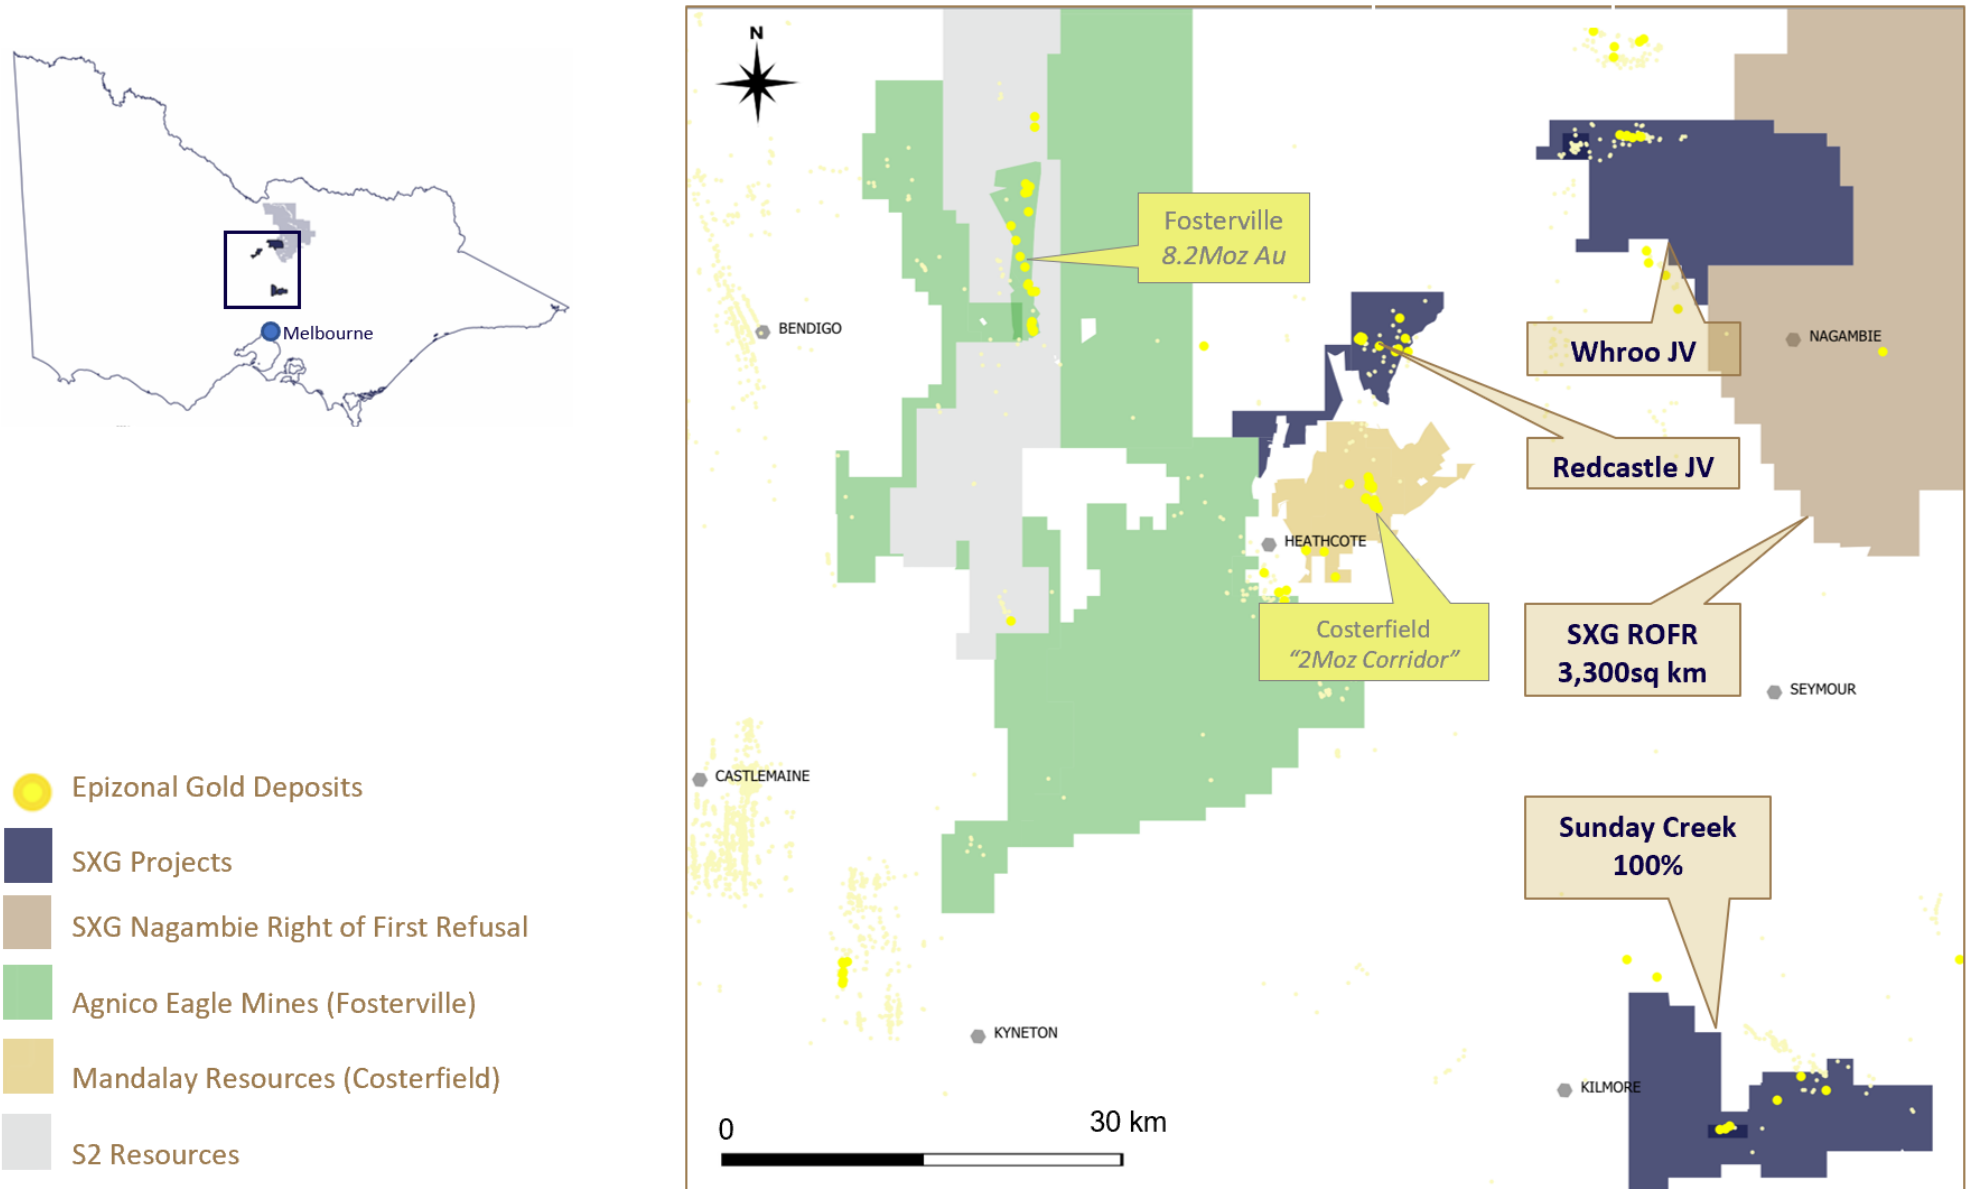 Melbourne
Epizonal Gold Deposits
SXG Projects
SXG Nagambie Right of First Refusal
Agnico Eagle Mines (Fosterville)
Mandalay Resources (Costerfield)
S2 Resources
N
Fosterville
8.2Moz Au
BENDIGO
NAGAMBIE
Whroo JV
Redcastle JV
HEATHCOTE
Costerfield
“2Moz Corridor”
SXG ROFR
3,300sq km
SEYMOUR
CASTLEMAINE
Sunday Creek
100%
KYNETON
KILMORE
0
30 km